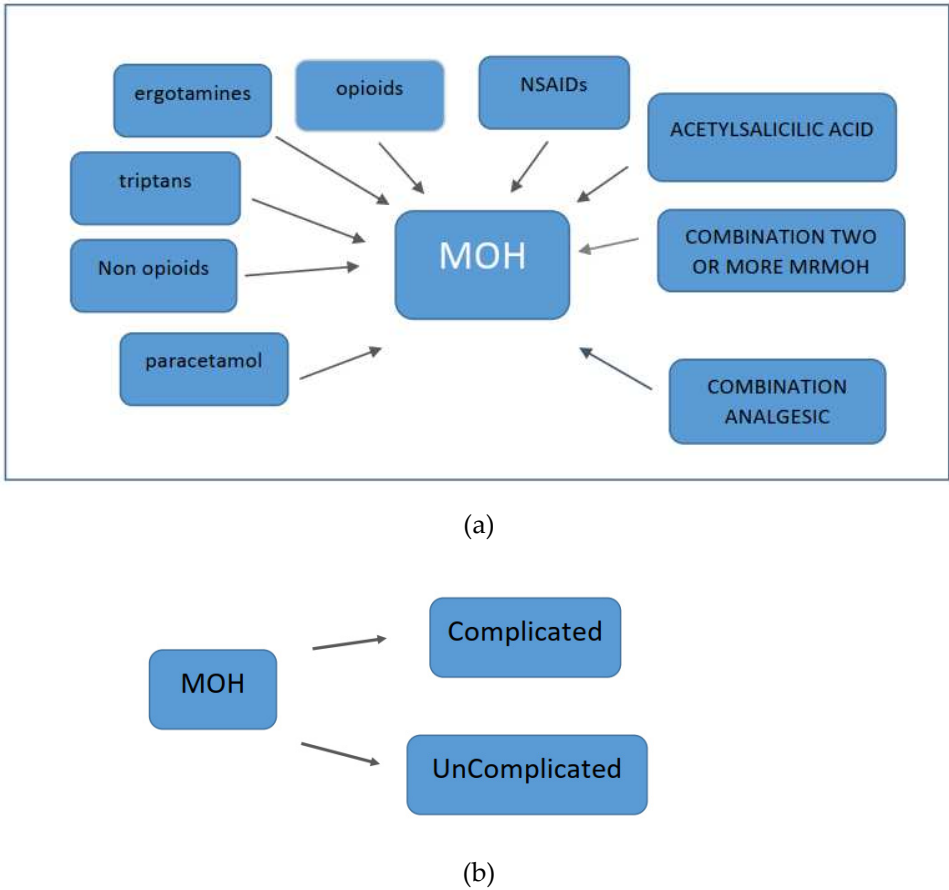 ergotamines
opioids
NSAIDs
ACETYLSALICILIC ACID
triptans
MOH
COMBINATION TWO
OR MORE MRMOH
Non opioids
paracetamol
COMBINATION
ANALGESIC
(a)
Complicated
MOH
UnComplicated
(b)